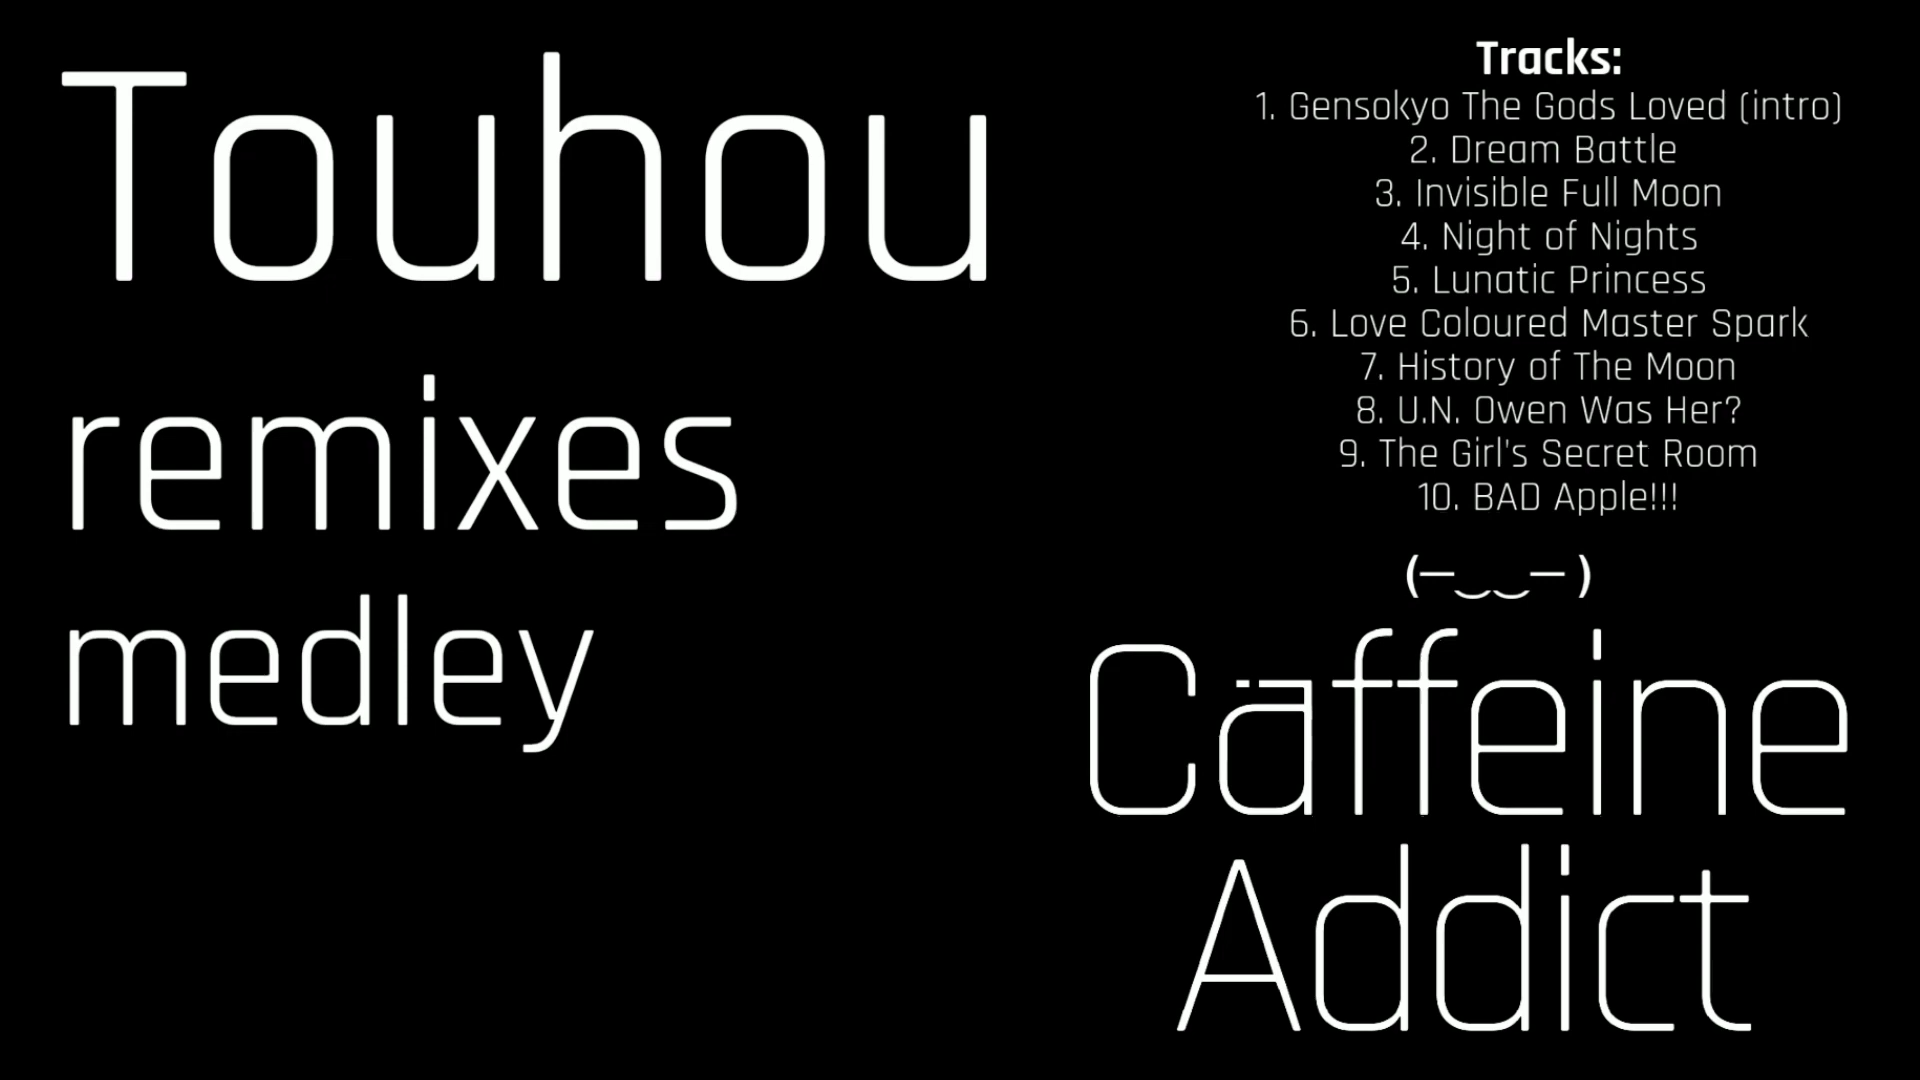 Touhou
remixes
medley
Tracks:
1. Gensokyo The Gods Loved (intro)
2. Dream Battle
3. Invisible Full Moon
4. Night of Nights
5. Lunatic Princess
6. Love Coloured Master Spark
7. History of The Moon
8. U.N. Owen Was Her?
9. The Girl's Secret Room
10. BAD Apple!!!
(—‿‿— )
Caffeine
Addict